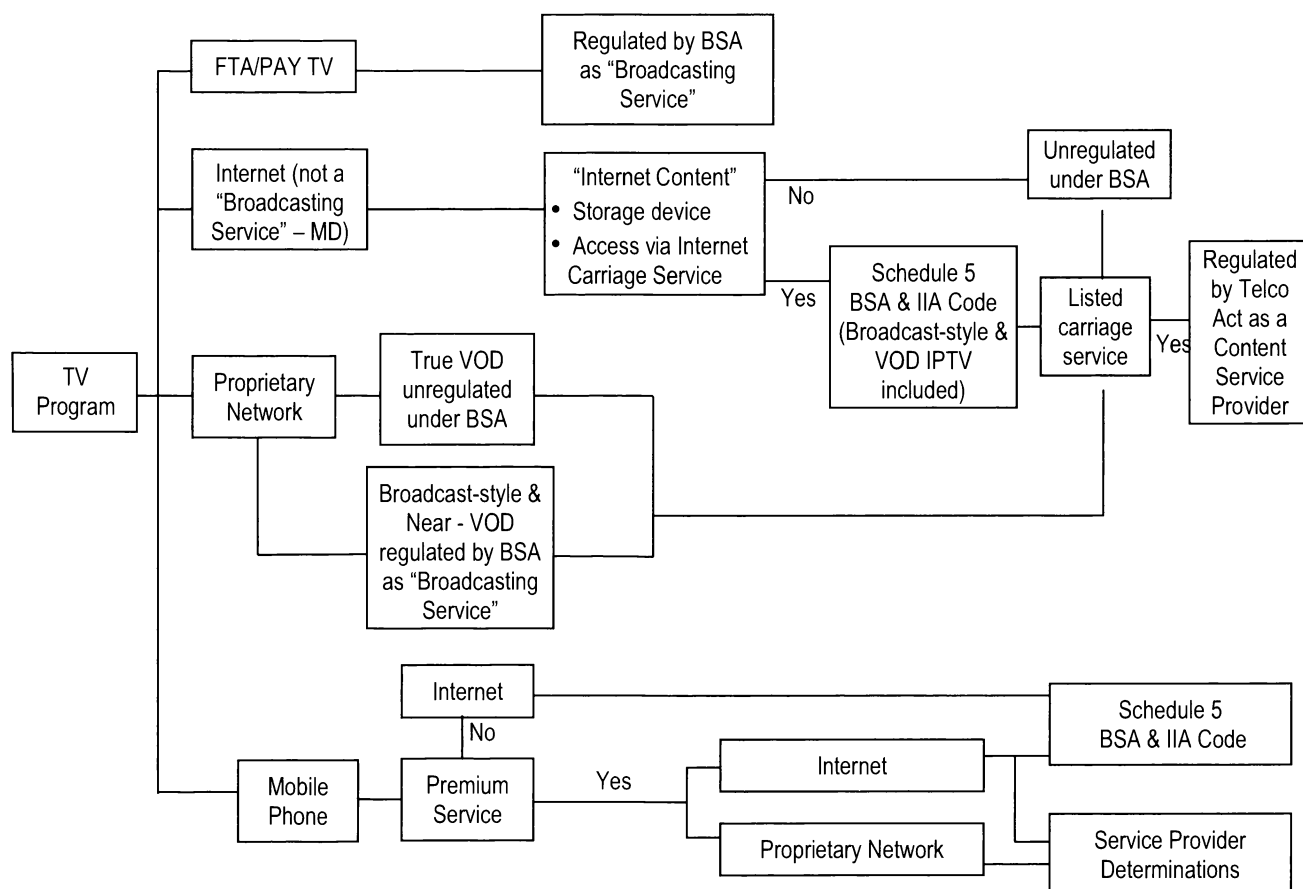 FTA/PAY TV
Regulated by BSA
as “Broadcasting
Service”
Internet (not a
“Broadcasting
Service” – MD)
“Internet Content”
• Storage device
• Access via Internet
Carriage Service
No
Unregulated
under BSA
Yes
Schedule 5
BSA & IIA Code
(Broadcast-style &
VOD IPTV
included)
Listed
carriage
service
Yes
Regulated
by Telco
Act as a
Content
Service
Provider
TV
Program
Proprietary
Network
True VOD
unregulated
under BSA
Broadcast-style &
Near - VOD
regulated by BSA
as “Broadcasting
Service”
Internet
No
Mobile
Phone
Premium
Service
Yes
Internet
Proprietary Network
Schedule 5
BSA & IIA Code
Service Provider
Determinations